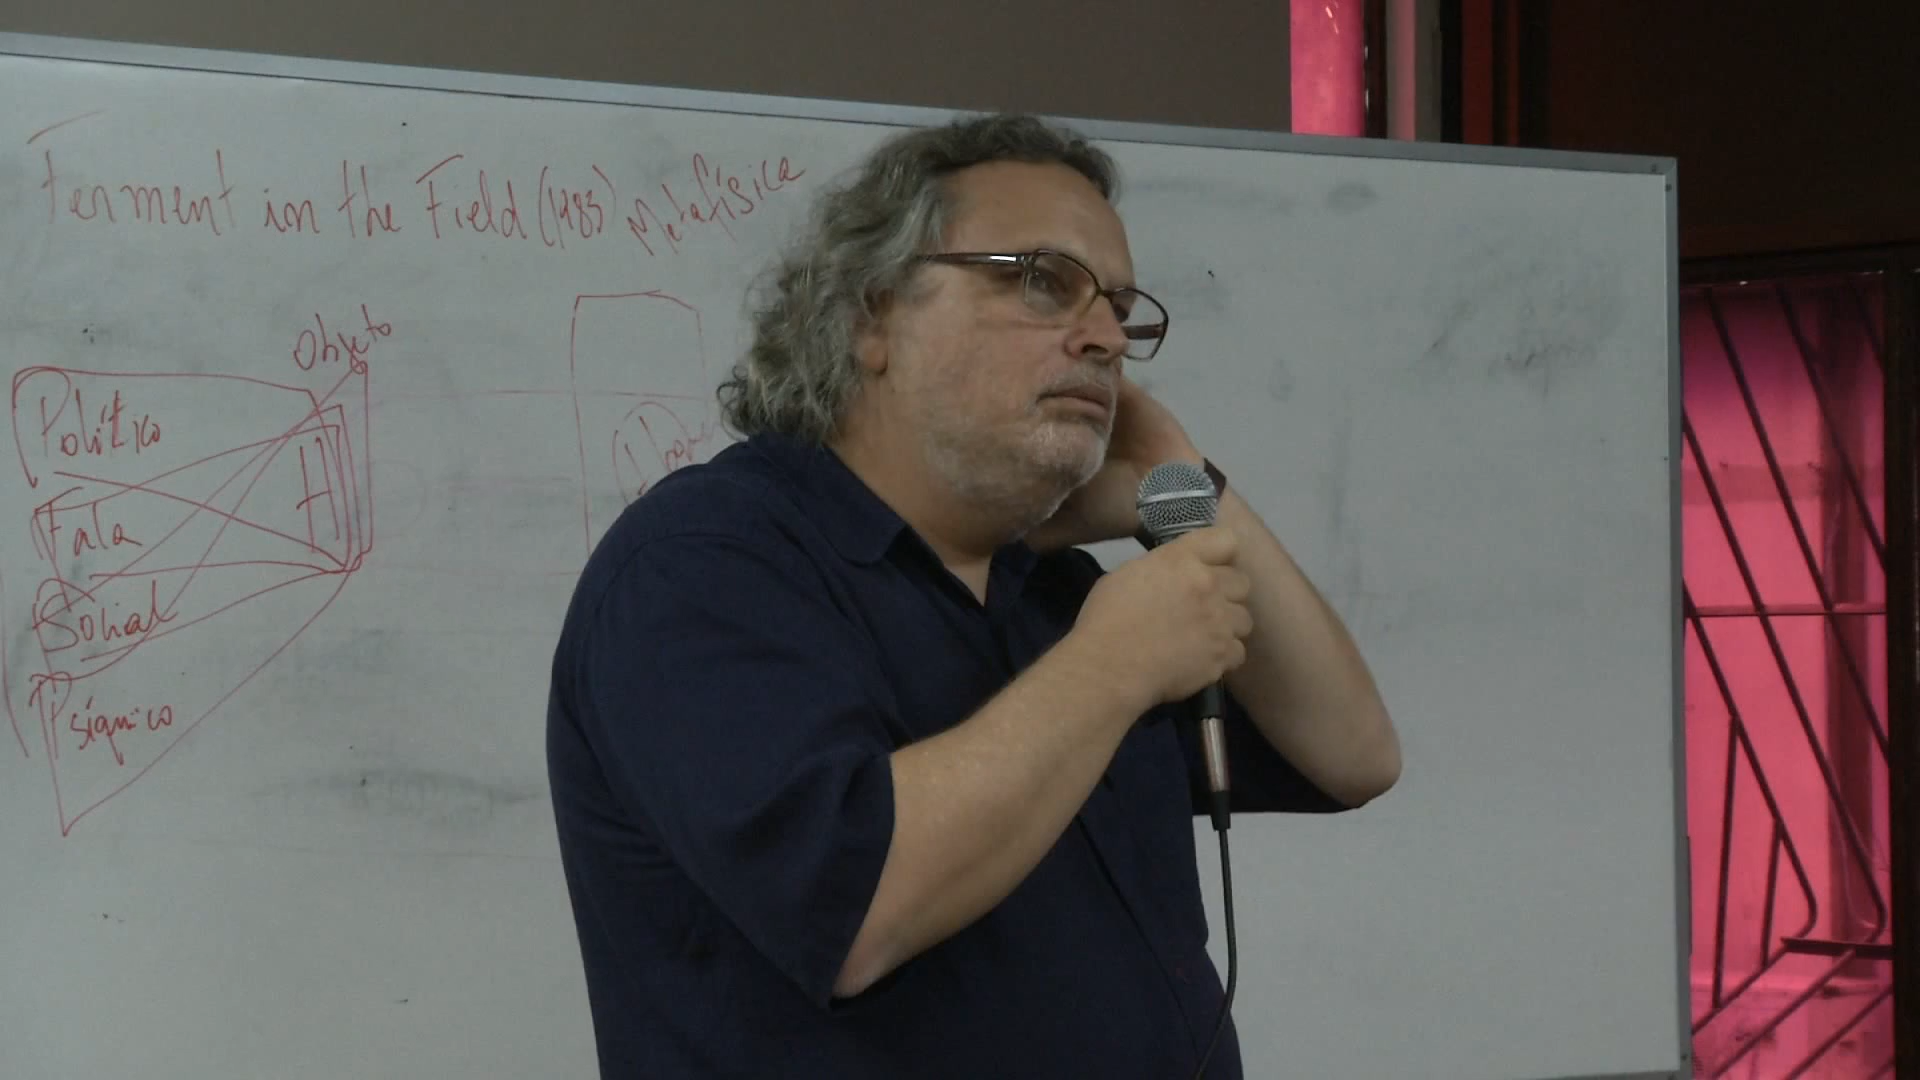 Ferment in the Field (1983) Metafísica
Objeto
Político
Fala
H
Social
Psíquico